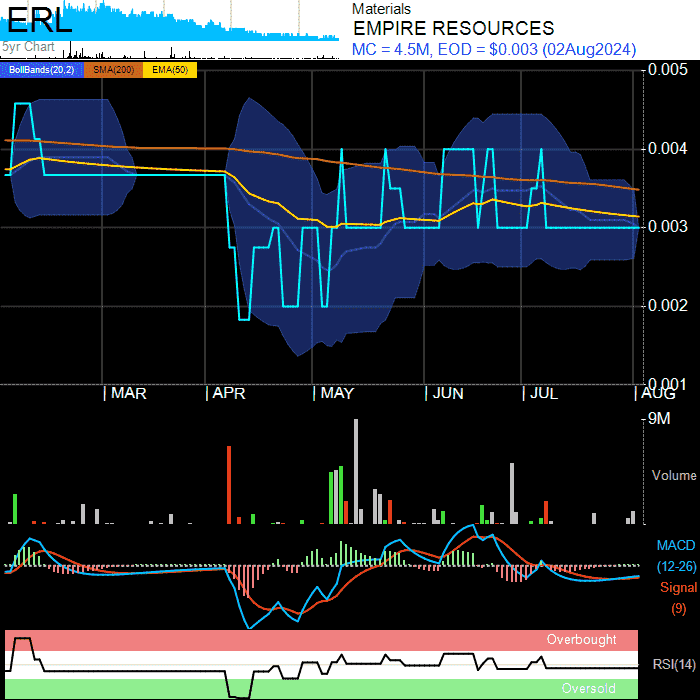 ERL
5yr Chart
Materials
EMPIRE RESOURCES
MC = 4.5M, EOD = $0.003 (02Aug2024)
BollBands(20,2) SMA(200) EMA(50)
0.005
0.004
0.003
0.002
0.001
MAR APR MAY JUN JUL AUG
9M
Volume
MACD
(12-26)
Signal
(9)
Overbought
RSI(14)
Oversold